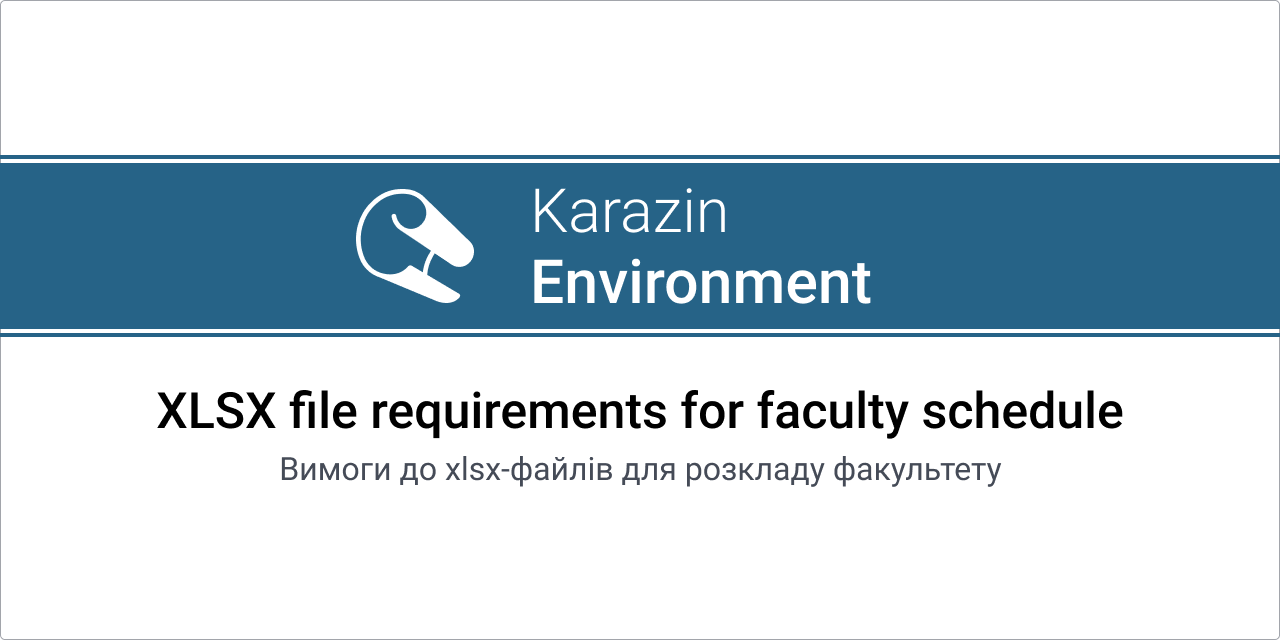 Karazin
Environment
XLSX file requirements for faculty schedule
Вимоги до xlsx-файлів для розкладу факультету